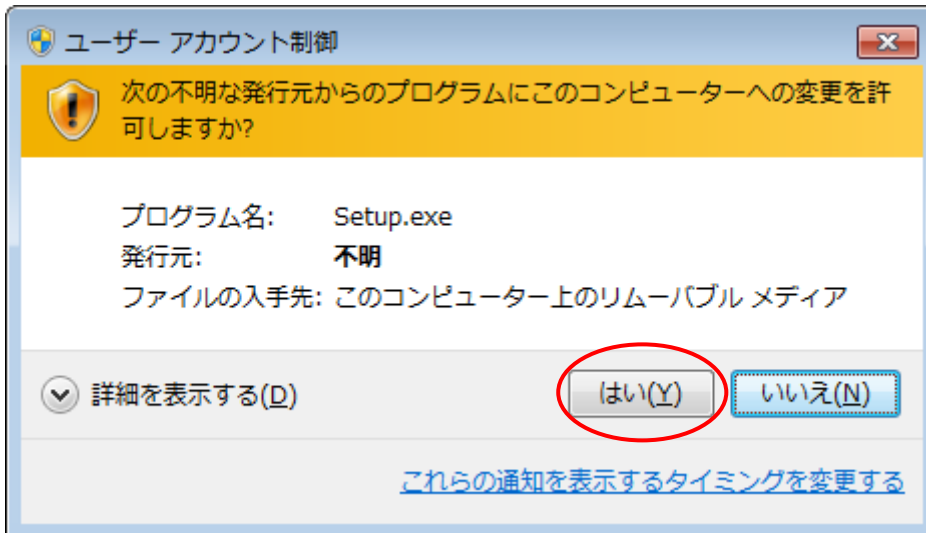 ユーザー アカウント制御
次の不明な発行元からのプログラムにこのコンピューターへの変更を許
可しますか?
プログラム名: Setup.exe
発行元: 不明
ファイルの入手先: このコンピューター上のリムーバブル メディア
詳細を表示する(D) はい(Y) いいえ(N)
これらの通知を表示するタイミングを変更する